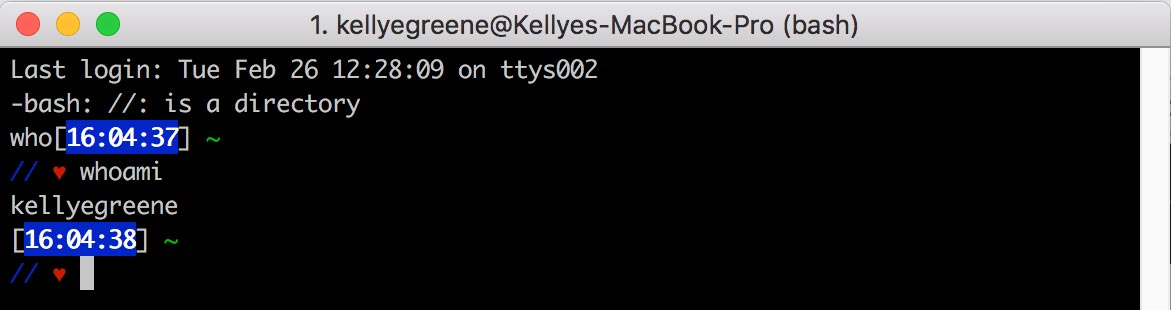 1. kellyegreene@Kellyes-MacBook-Pro (bash)
Last login: Tue Feb 26 12:28:09 on ttys002
-bash: //: is a directory
who[16:04:37] ~
// ♥ whoami
kellyegreene
[16:04:38] ~
// ♥